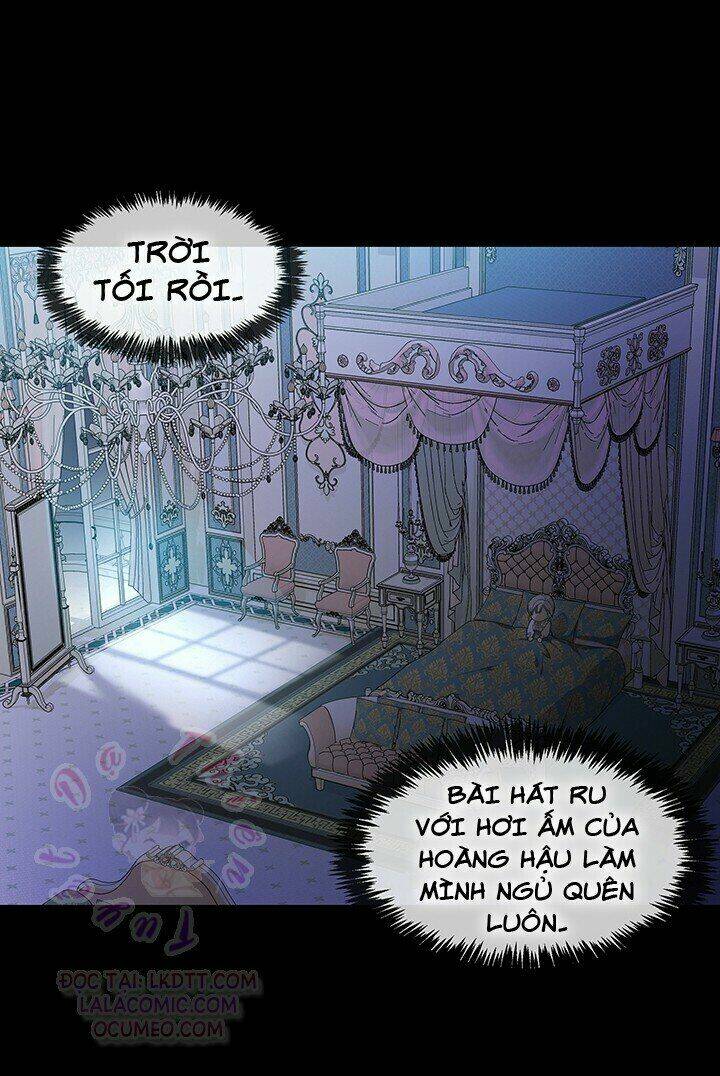 TRỜI
TỐI RỒI...
BÀI HÁT RU
VỚI HƠI ẤM CỦA
HOÀNG HẬU LÀM
MÌNH NGỦ QUÊN
LUÔN...
ĐỌC TẠI: LKDTT.COM
LALACOMIC.COM
OCUMEO.COM